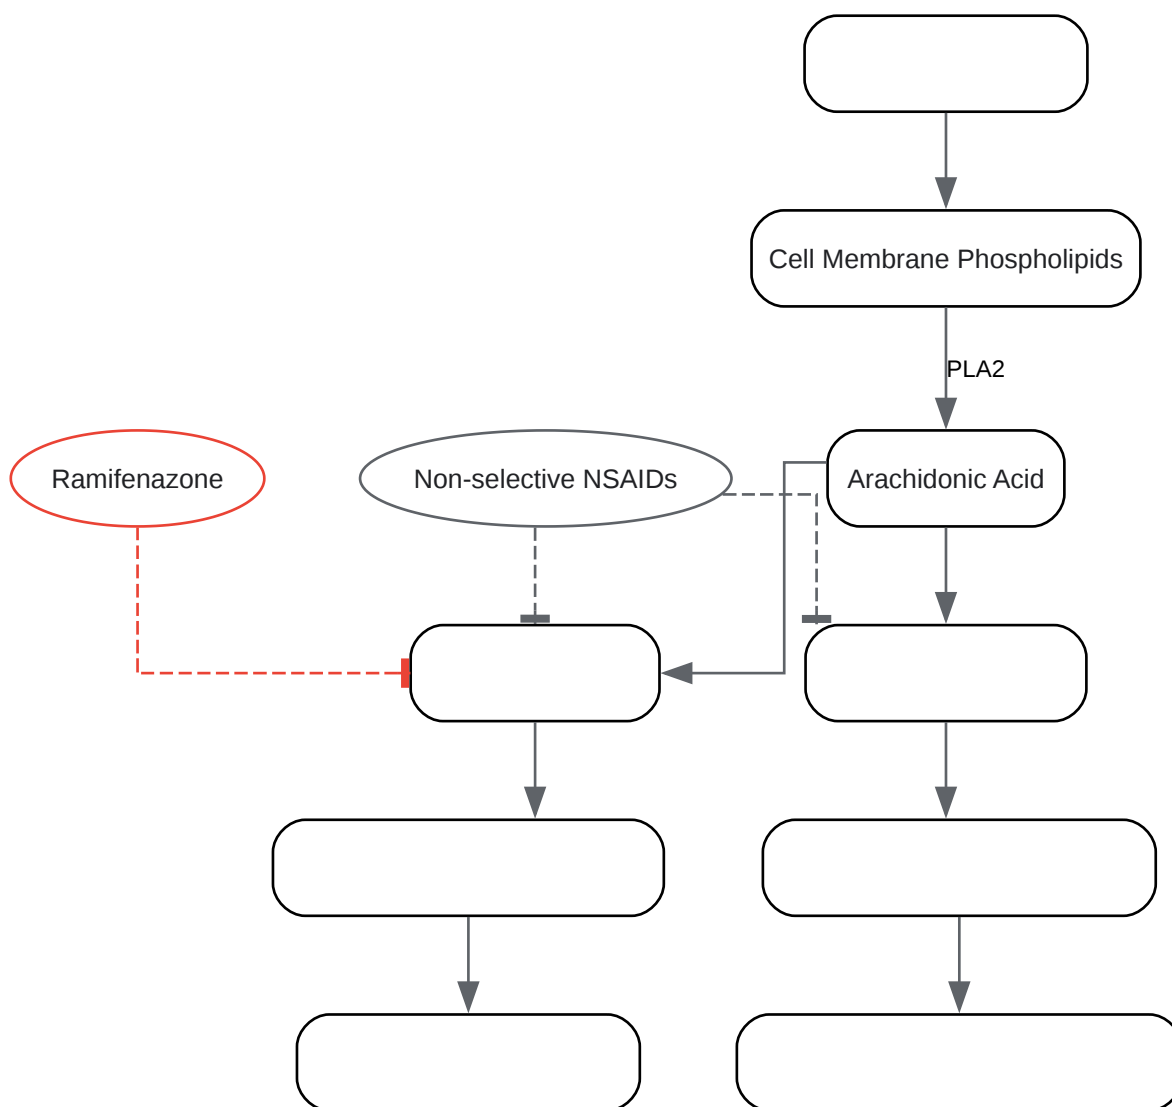 Cell Membrane Phospholipids
PLA2
Ramifenazone
Non-selective NSAIDs
Arachidonic Acid